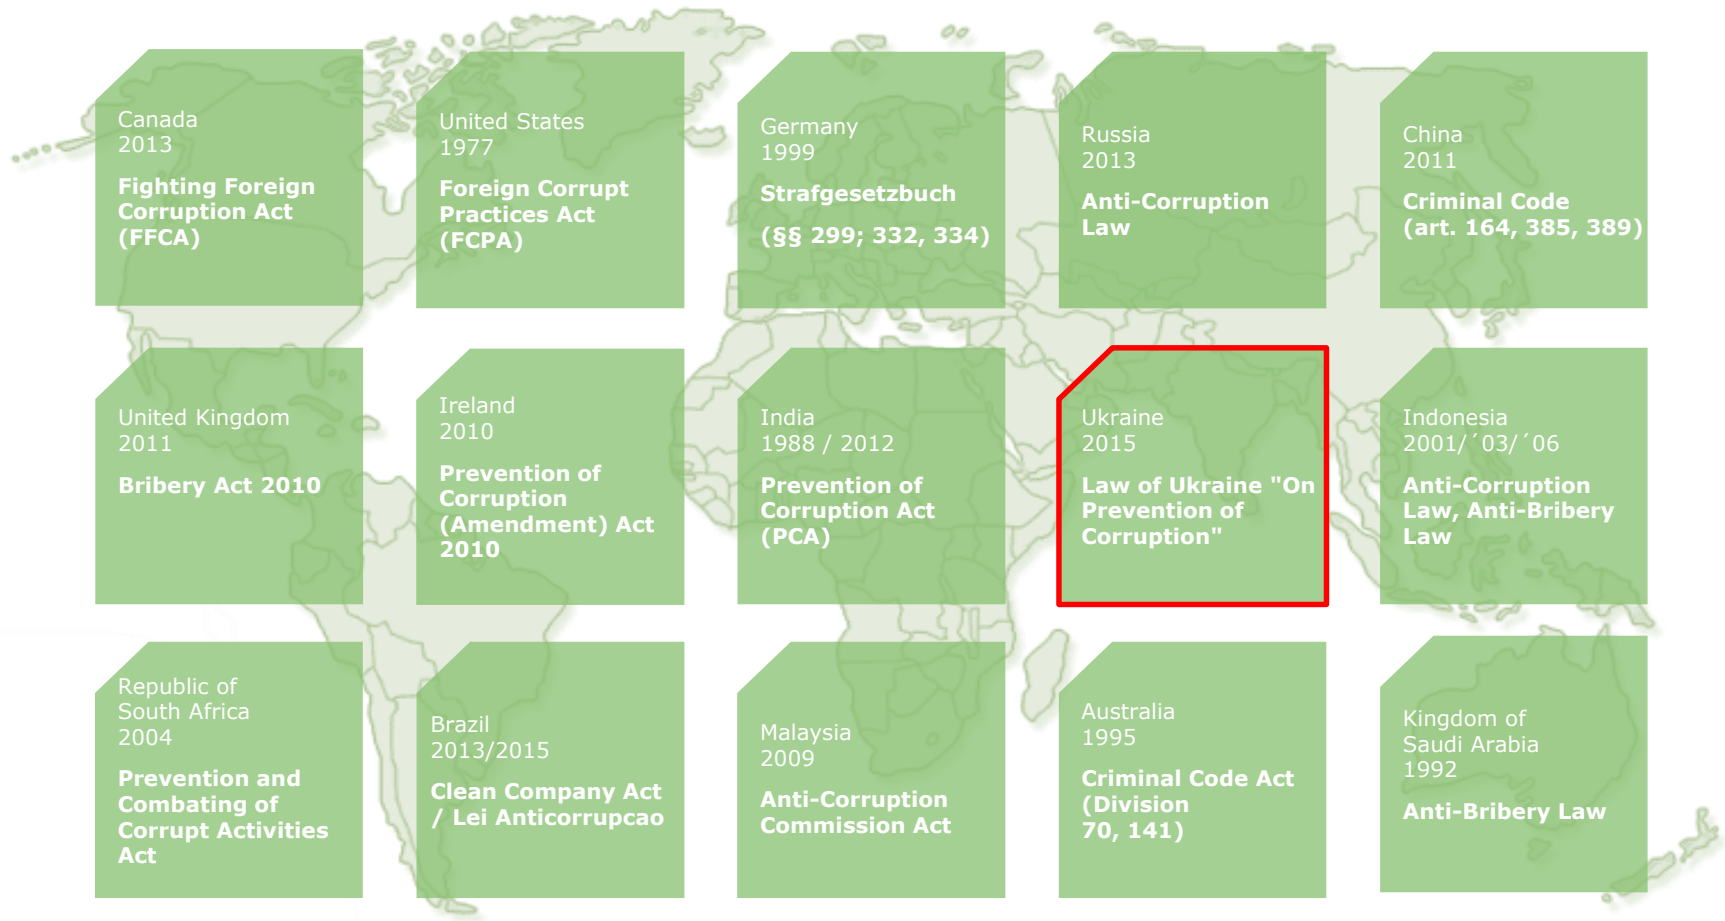 Canada
2013
Fighting Foreign
Corruption Act
(FFCA)
United States
1977
Foreign Corrupt
Practices Act
(FCPA)
Germany
1999
Strafgesetzbuch
(§§ 299; 332, 334)
Russia
2013
Anti-Corruption
Law
China
2011
Criminal Code
(art. 164, 385, 389)
United Kingdom
2011
Bribery Act 2010
Ireland
2010
Prevention of
Corruption
(Amendment) Act
2010
India
1988 / 2012
Prevention of
Corruption Act
(PCA)
Ukraine
2015
Law of Ukraine "On
Prevention of
Corruption"
Indonesia
2001/´03/´06
Anti-Corruption
Law, Anti-Bribery
Law
Republic of
South Africa
2004
Prevention and
Combating of
Corrupt Activities
Act
Brazil
2013/2015
Clean Company Act
/ Lei Anticorrupcao
Malaysia
2009
Anti-Corruption
Commission Act
Australia
1995
Criminal Code Act
(Division
70, 141)
Kingdom of
Saudi Arabia
1992
Anti-Bribery Law